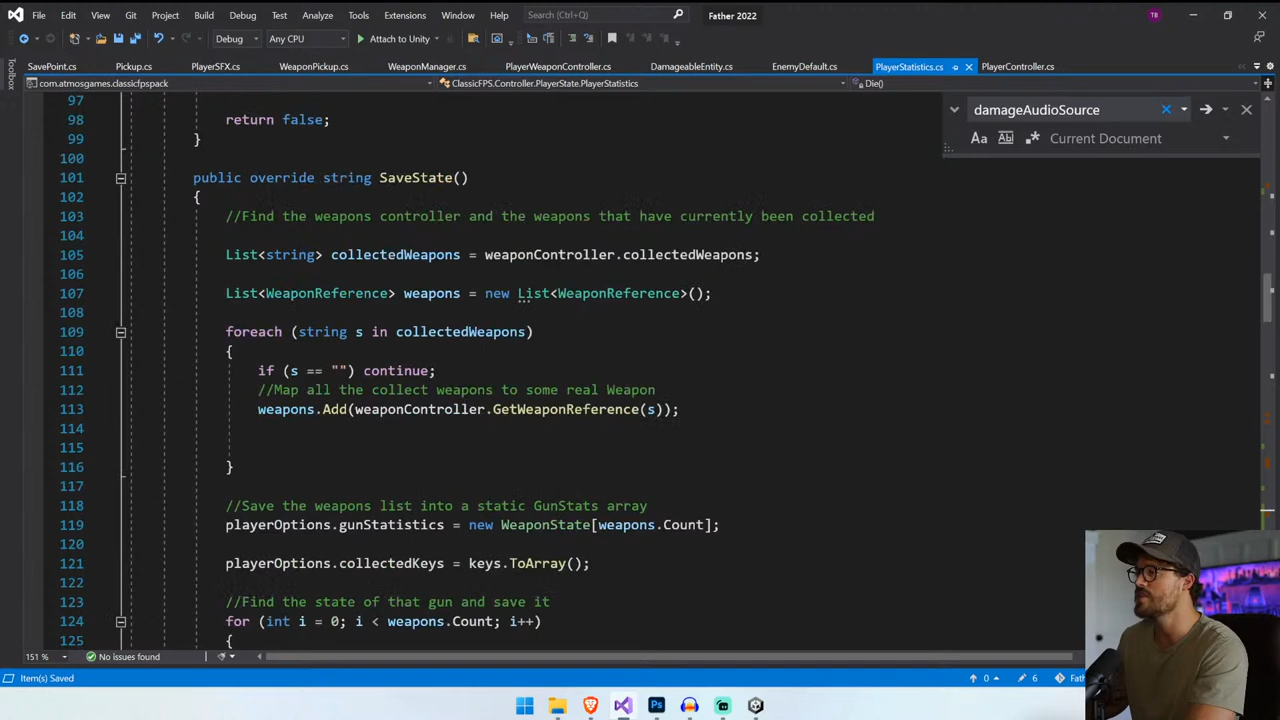 File Edit View Git Project Build Debug Test Analyze Tools Extensions Window Help Search (Ctrl+Q) Father 2022 TB
Debug Any CPU Attach to Unity
SavePoint.cs Pickup.cs PlayerSFX.cs WeaponPickup.cs WeaponManager.cs PlayerWeaponController.cs DamageableEntity.cs EnemyDefault.cs PlayerStatistics.cs PlayerController.cs
Toolbox
com.atmosgames.classicfpspack ClassicFPS.Controller.PlayerState.PlayerStatistics Die()
damageAudioSource
Aa Ab Current Document
97
98 return false;
99 }
100
101 public override string SaveState()
102 {
103 //Find the weapons controller and the weapons that have currently been collected
104
105 List<string> collectedWeapons = weaponController.collectedWeapons;
106
107 List<WeaponReference> weapons = new List<WeaponReference>();
108
109 foreach (string s in collectedWeapons)
110 {
111 if (s == "") continue;
112 //Map all the collect weapons to some real Weapon
113 weapons.Add(weaponController.GetWeaponReference(s));
114
115
116 }
117
118 //Save the weapons list into a static GunStats array
119 playerOptions.gunStatistics = new WeaponState[weapons.Count];
120
121 playerOptions.collectedKeys = keys.ToArray();
122
123 //Find the state of that gun and save it
124 for (int i = 0; i < weapons.Count; i++)
125 {
151 % No issues found
Item(s) Saved 0 6